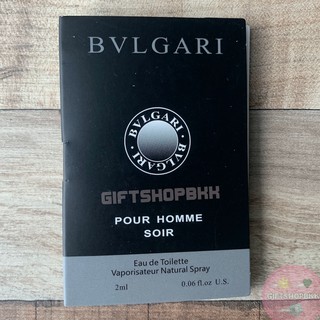 BVLGARI
BVLGARI · BVLGARI
GIFTSHOPBKK
POUR HOMME
SOIR
Eau de Toilette
Vaporisateur Natural Spray
2ml 0.06 fl.oz U.S.